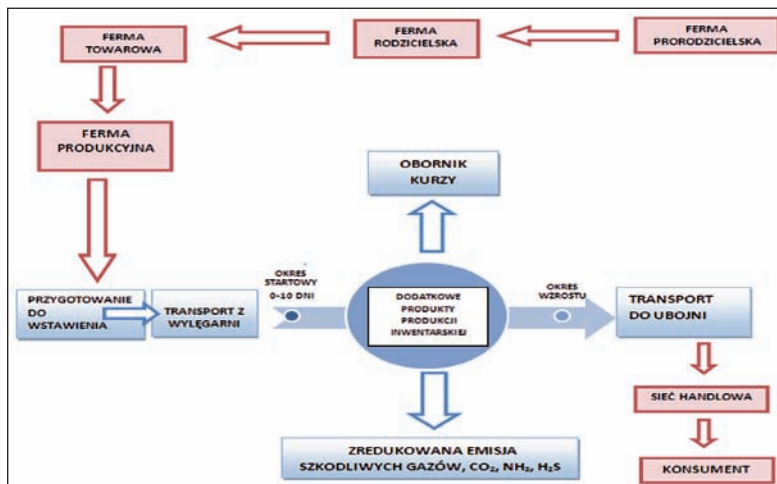 FERMA
TOWAROWA
FERMA
RODZICIELSKA
FERMA
PRORODZICIELSKA
FERMA
PRODUKCYJNA
OBORNIK
KURZY
PRZYGOTOWANIE
DO
WSTAWIENIA
TRANSPORT Z
WYLĘGARNI
OKRES
STARTOWY
0-10 DNI
DODATKOWE
PRODUKTY
PRODUKCJI
INWENTARSKIEJ
OKRES
WZROSTU
TRANSPORT
DO UBOJNI
SIEĆ HANDLOWA
KONSUMENT
ZREDUKOWANA EMISJA
SZKODLIWYCH GAZÓW, CO₂, NH₂, H₂S